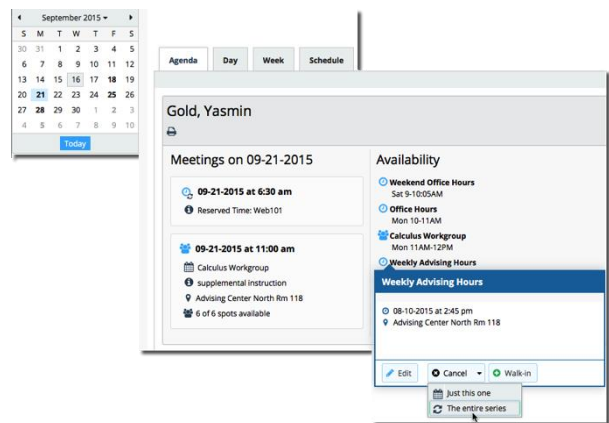 September 2015
S M T W T F S
30 31 1 2 3 4 5
6 7 8 9 10 11 12
13 14 15 16 17 18 19
20 21 22 23 24 25 26
27 28 29 30 1 2 3
4 5 6 7 8 9 10
Today
Agenda Day Week Schedule
Gold, Yasmin
Meetings on 09-21-2015
09-21-2015 at 6:30 am
Reserved Time: Web101
09-21-2015 at 11:00 am
Calculus Workgroup
supplemental instruction
Advising Center North Rm 118
6 of 6 spots available
Availability
Weekend Office Hours
Sat 9-10:05AM
Office Hours
Mon 10-11AM
Calculus Workgroup
Mon 11AM-12PM
Weekly Advising Hours
Weekly Advising Hours
08-10-2015 at 2:45 pm
Advising Center North Rm 118
Edit Cancel Walk-in
Just this one
The entire series